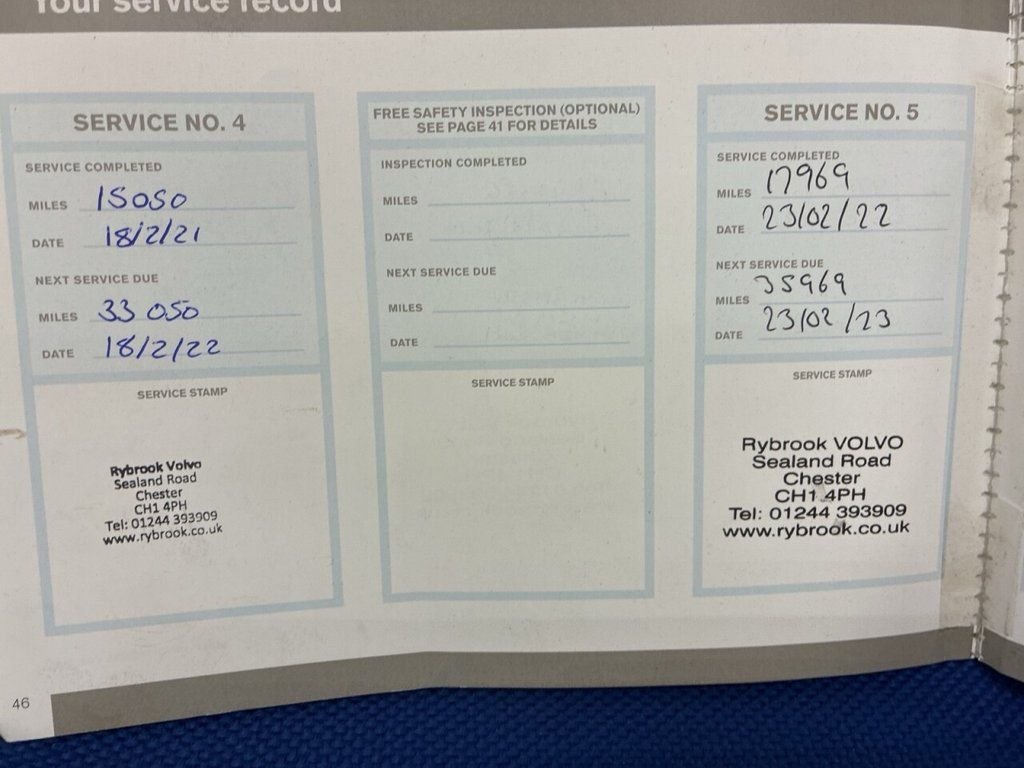 Your service record
SERVICE NO. 4
SERVICE COMPLETED
MILES 15050
DATE 18/2/21
NEXT SERVICE DUE
MILES 33 050
DATE 18/2/22
SERVICE STAMP
Rybrook Volvo
Sealand Road
Chester
CH1 4PH
Tel: 01244 393909
www.rybrook.co.uk
FREE SAFETY INSPECTION (OPTIONAL)
SEE PAGE 41 FOR DETAILS
INSPECTION COMPLETED
MILES
DATE
NEXT SERVICE DUE
MILES
DATE
SERVICE STAMP
SERVICE NO. 5
SERVICE COMPLETED
MILES 17969
DATE 23/02/22
NEXT SERVICE DUE
MILES 35969
DATE 23/02/23
SERVICE STAMP
Rybrook VOLVO
Sealand Road
Chester
CH1 4PH
Tel: 01244 393909
www.rybrook.co.uk
46